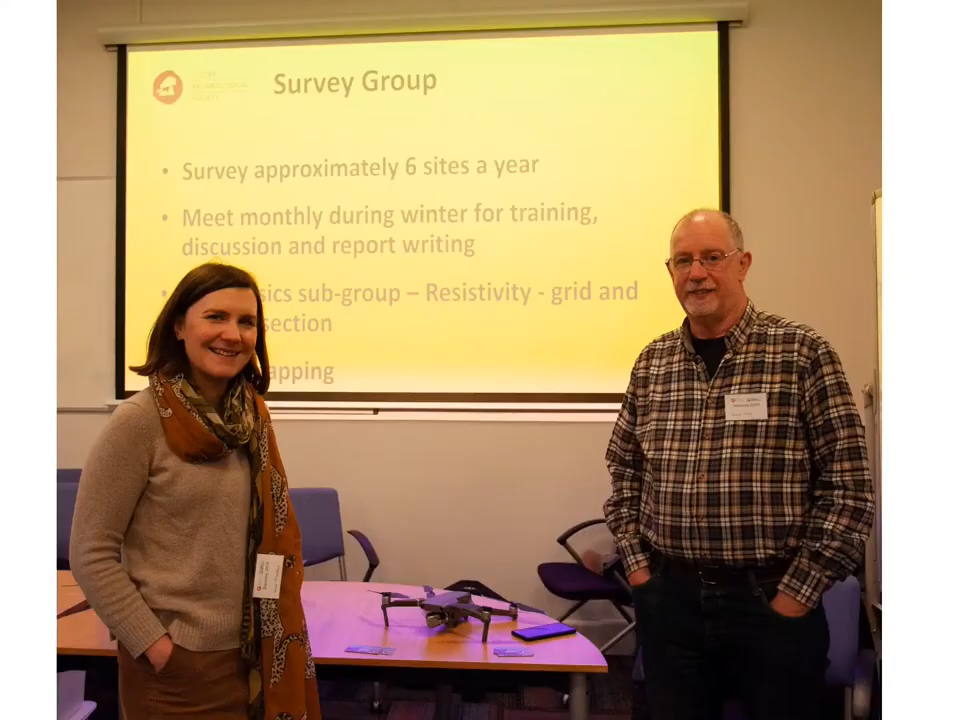 Survey Group
• Survey approximately 6 sites a year
• Meet monthly during winter for training,
discussion and report writing
sics sub-group – Resistivity - grid and
section
apping